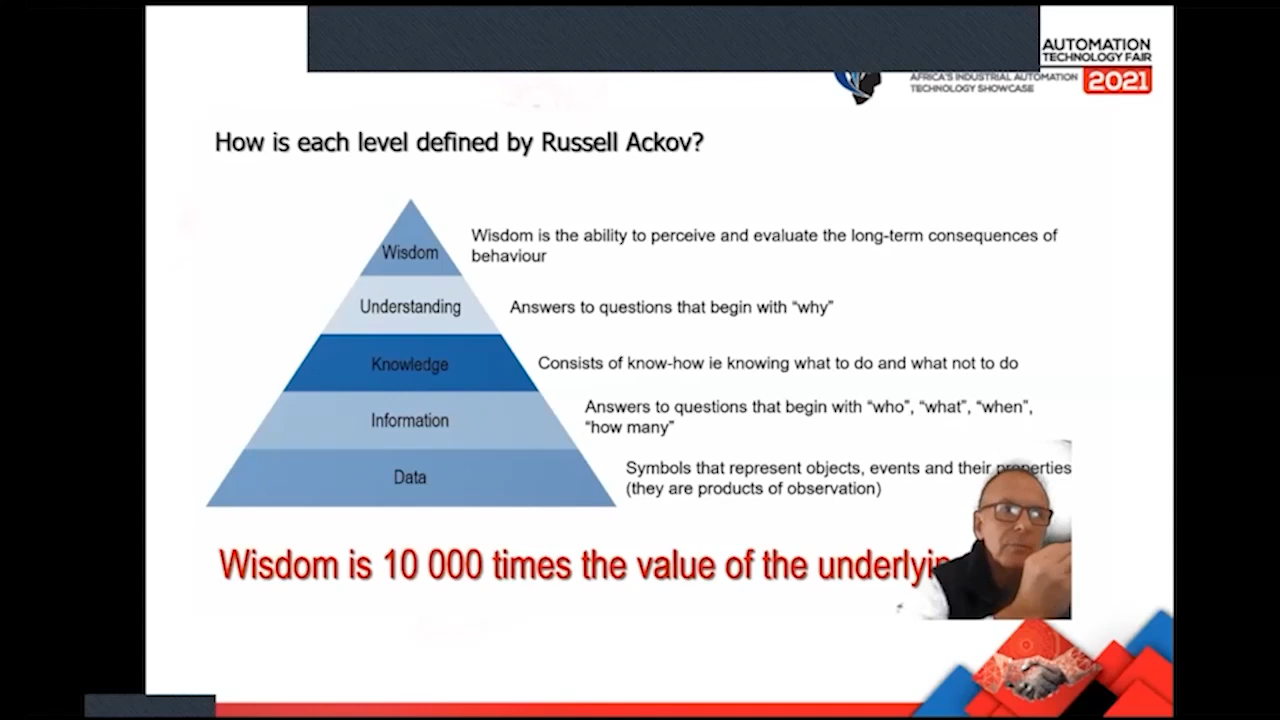 AUTOMATION
TECHNOLOGY FAIR
AFRICA'S INDUSTRIAL AUTOMATION
TECHNOLOGY SHOWCASE
2021
How is each level defined by Russell Ackov?
Wisdom
Wisdom is the ability to perceive and evaluate the long-term consequences of
behaviour
Understanding
Answers to questions that begin with “why”
Knowledge
Consists of know-how ie knowing what to do and what not to do
Information
Answers to questions that begin with “who”, “what”, “when”,
“how many”
Data
Symbols that represent objects, events and their properties
(they are products of observation)
Wisdom is 10 000 times the value of the